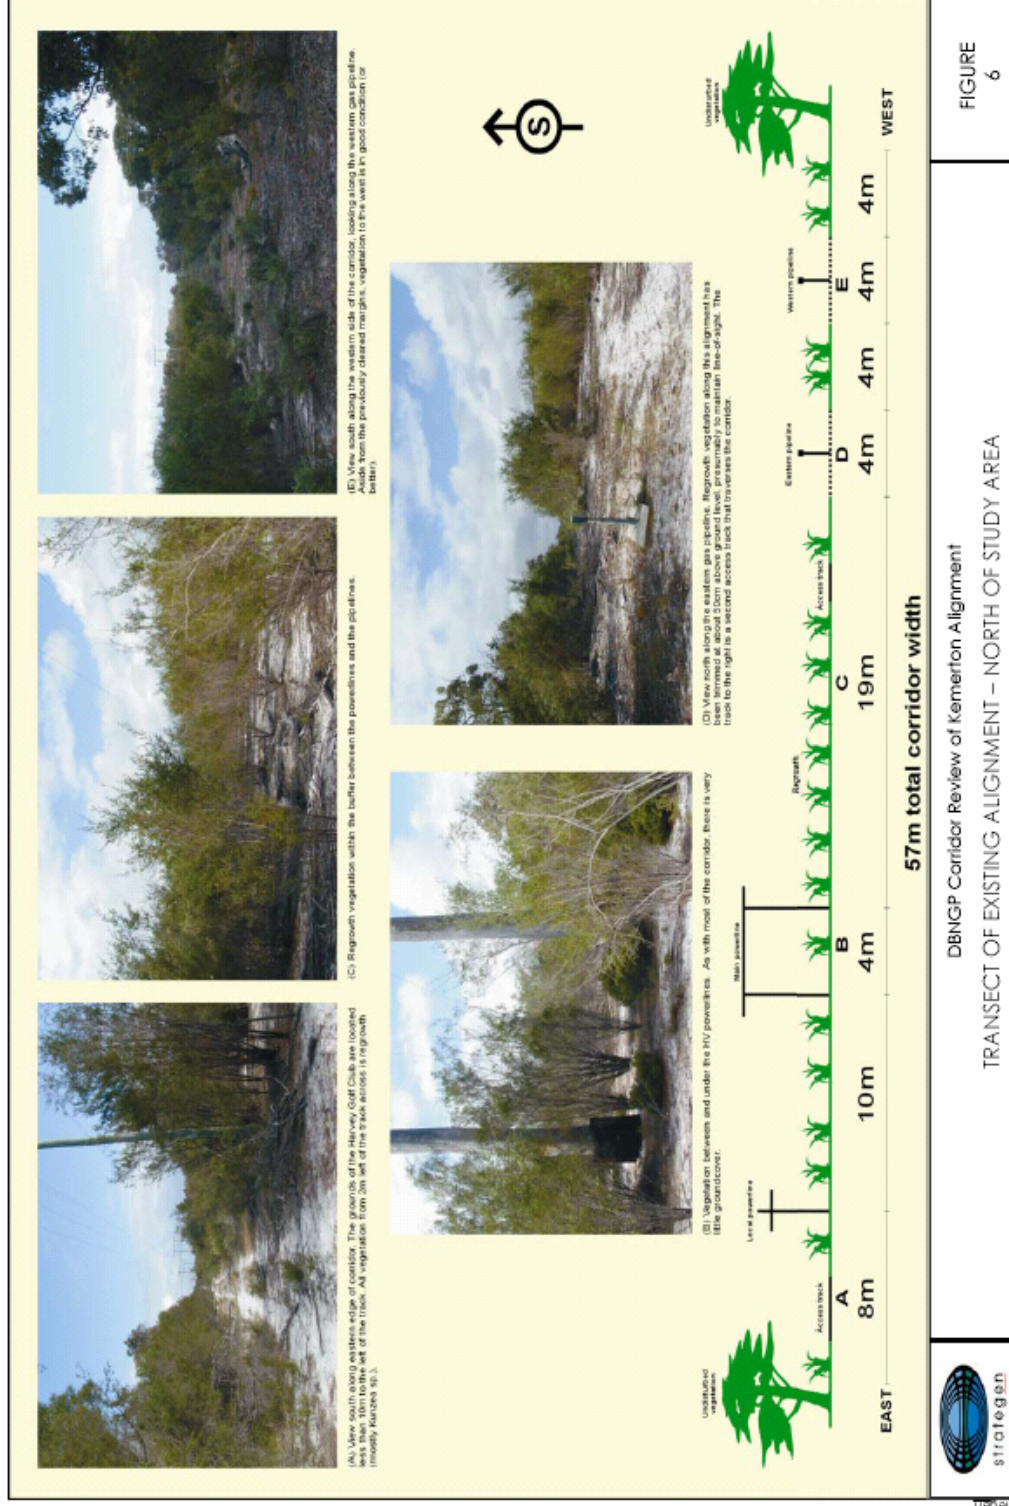 (A) View south along eastern edge of corridor. The grounds of the Harvey Golf Club are located
less than 10m to the left of the track. All vegetation from 2m left of the track across is regrowth
(mostly Kunzea sp.).
(C) Regrowth vegetation within the buffer between the powerlines and the pipelines.
(E) View south along the western side of the corridor, looking along the western gas pipeline.
Aside from the previously cleared margins, vegetation to the west is in good condition (or
better).
(B) Vegetation between and under the HV powerlines. As with most of the corridor, there is very
little groundcover.
(D) View north along the eastern gas pipeline. Regrowth vegetation along this alignment has
been trimmed at about 50cm above ground level, presumably to maintain line-of-sight. The
track to the right is a second access track that traverses the corridor.
S
Undisturbed
vegetation
Access track
Local powerline
Main powerline
Regrowth
Access track
Eastern pipeline
Western pipeline
Undisturbed
vegetation
A
B
C
D
E
8m
10m
4m
19m
4m
4m
4m
4m
EAST
WEST
57m total corridor width
strategen
DBNGP Corridor Review of Kemerton Alignment
TRANSECT OF EXISTING ALIGNMENT – NORTH OF STUDY AREA
FIGURE
6